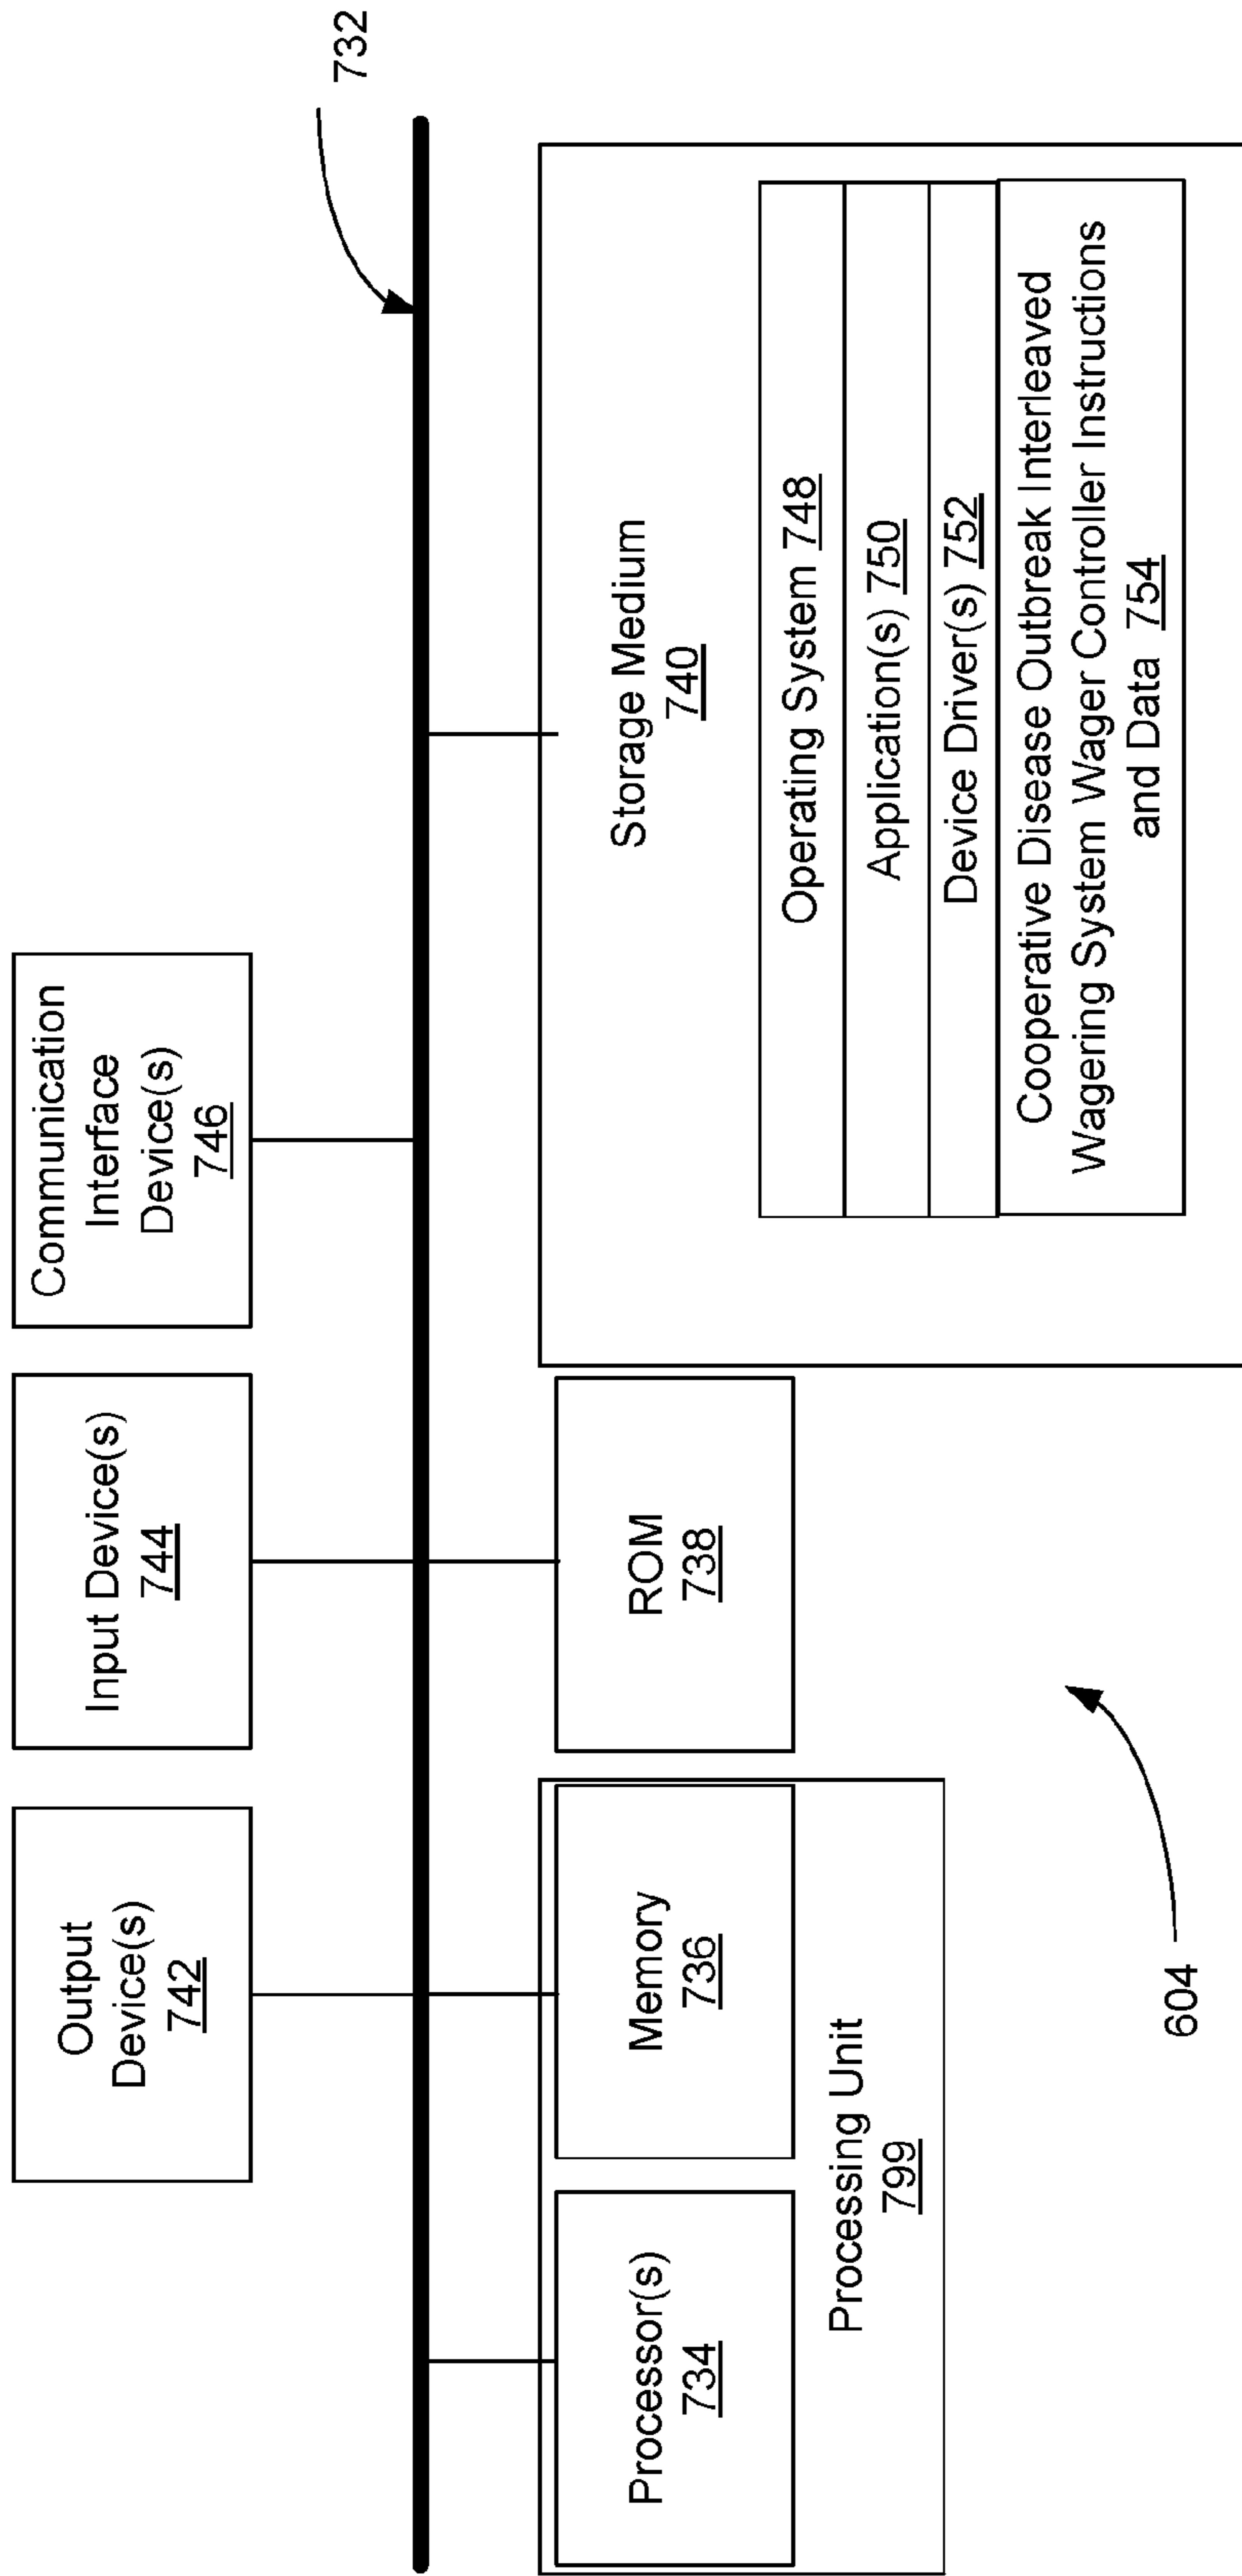 732
Output
Device(s)
742
Input Device(s)
744
Communication
Interface
Device(s)
746
Processor(s)
734
Memory
736
Processing Unit
799
ROM
738
Storage Medium
740
Operating System 748
Application(s) 750
Device Driver(s) 752
Cooperative Disease Outbreak Interleaved
Wagering System Wager Controller Instructions
and Data 754
604